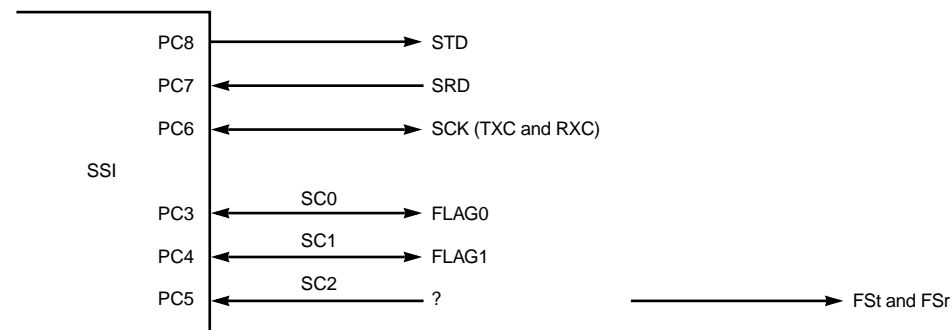 PC8 STD
PC7 SRD
PC6 SCK (TXC and RXC)
SSI
PC3 SC0 FLAG0
PC4 SC1 FLAG1
PC5 SC2 ? FSt and FSr